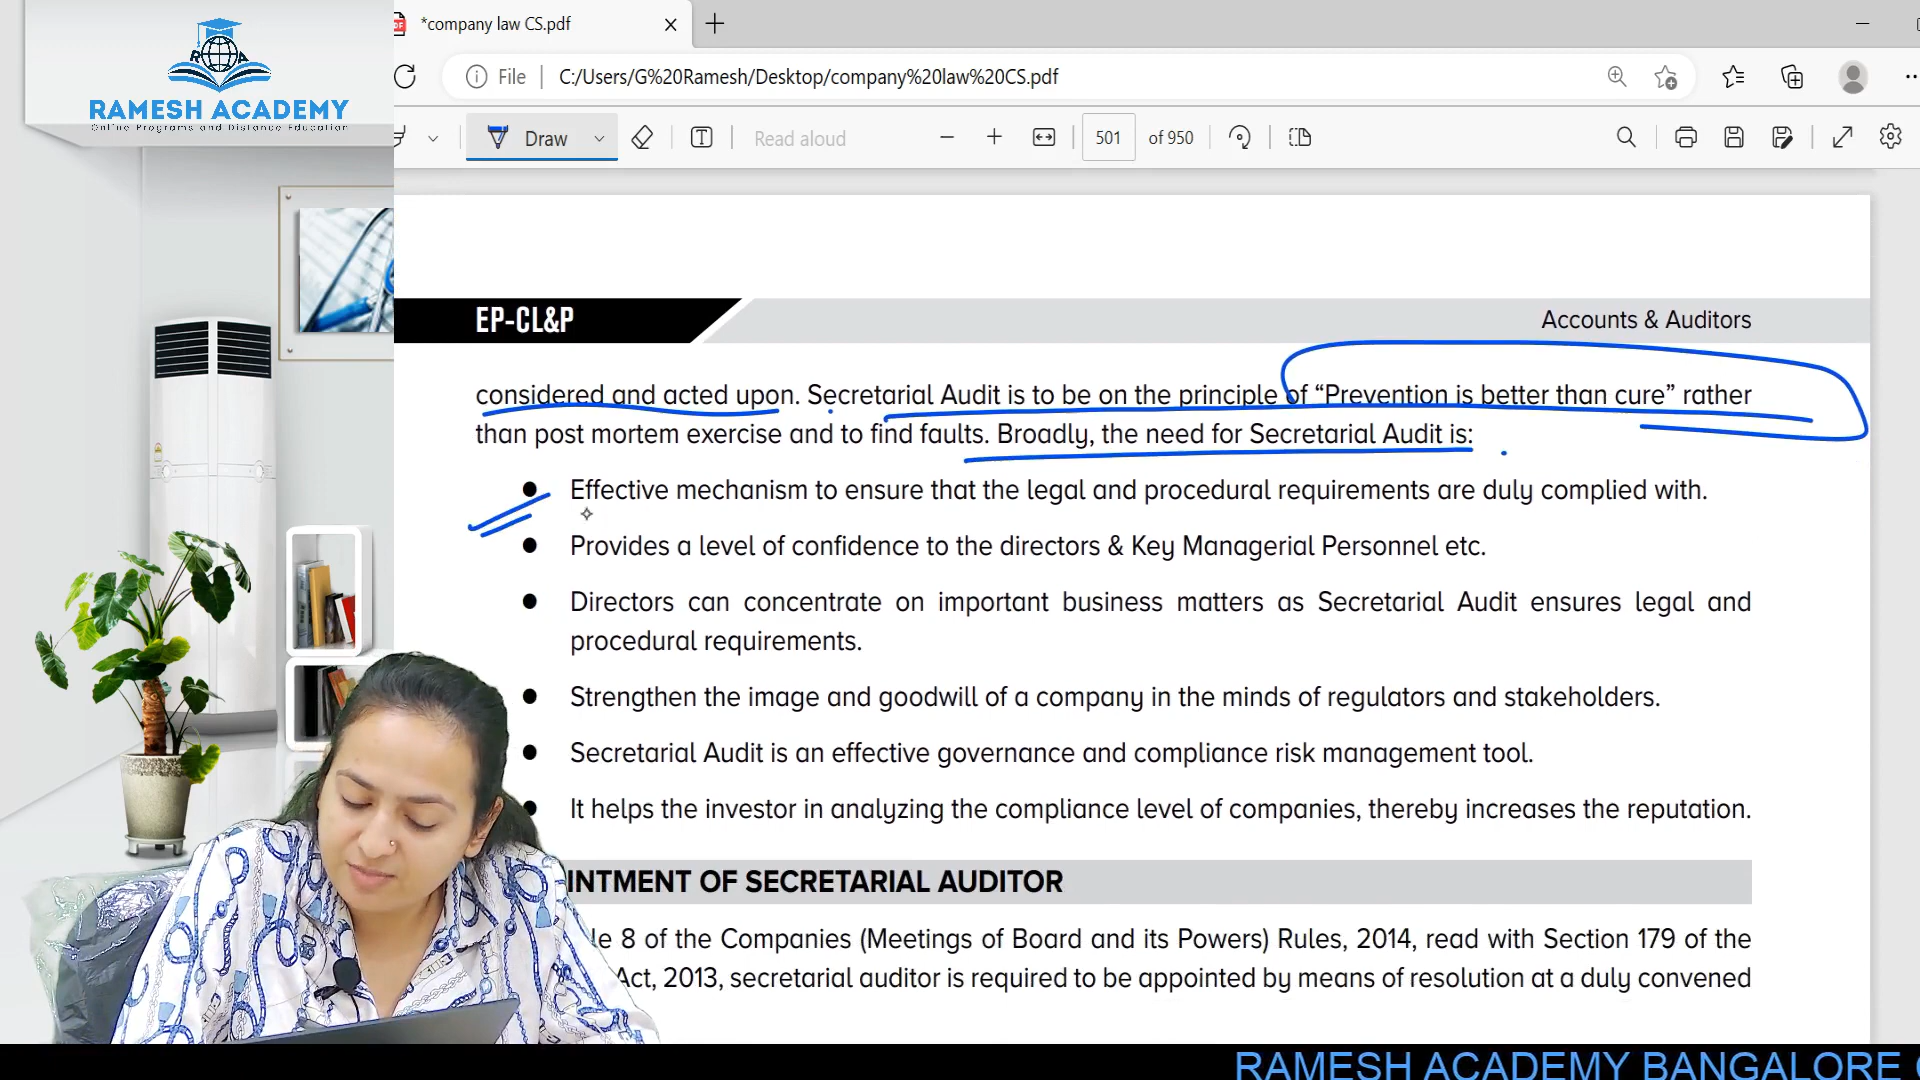 *company law CS.pdf
RAMESH ACADEMY
Online Programs and Distance Education
File
C:/Users/G%20Ramesh/Desktop/company%20law%20CS.pdf
Draw
Read aloud
501
of 950
EP-CL&P
Accounts & Auditors
considered and acted upon. Secretarial Audit is to be on the principle of “Prevention is better than cure” rather
than post mortem exercise and to find faults. Broadly, the need for Secretarial Audit is:
● Effective mechanism to ensure that the legal and procedural requirements are duly complied with.
● Provides a level of confidence to the directors & Key Managerial Personnel etc.
● Directors can concentrate on important business matters as Secretarial Audit ensures legal and
procedural requirements.
● Strengthen the image and goodwill of a company in the minds of regulators and stakeholders.
● Secretarial Audit is an effective governance and compliance risk management tool.
● It helps the investor in analyzing the compliance level of companies, thereby increases the reputation.
INTMENT OF SECRETARIAL AUDITOR
le 8 of the Companies (Meetings of Board and its Powers) Rules, 2014, read with Section 179 of the
Act, 2013, secretarial auditor is required to be appointed by means of resolution at a duly convened
RAMESH ACADEMY BANGALORE